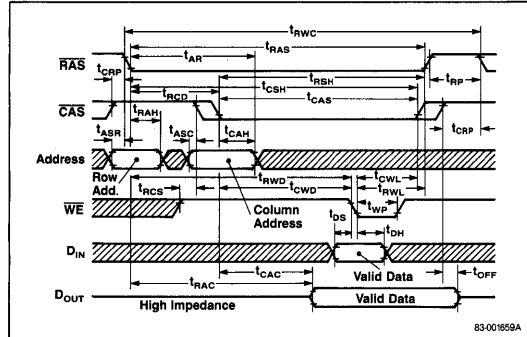 tRWC
tRAS
tAR
RAS
tCRP
tRSH
tRP
tCSH
tRCD
tCAS
CAS
tRAH
tASC
tCAH
tCRP
tASR
Address
Row Add.
tRWD
tCWL
tRCS
tCWD
tRWL
Column Address
tWP
WE
tDS
tDH
DIN
Valid Data
tCAC
tOFF
tRAC
DOUT
High Impedance
Valid Data
83-001659A